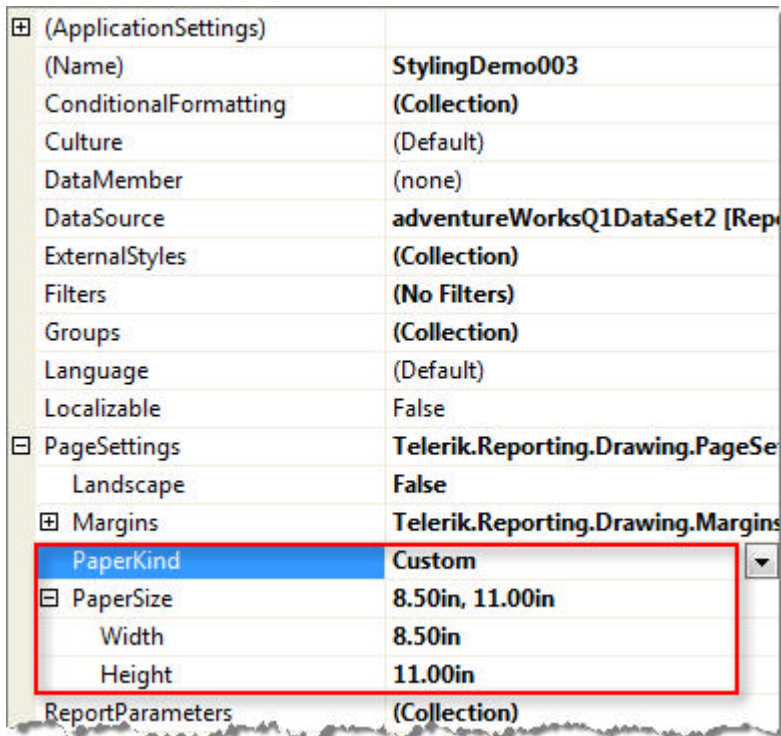 (ApplicationSettings)
(Name) StylingDemo003
ConditionalFormatting (Collection)
Culture (Default)
DataMember (none)
DataSource adventureWorksQ1DataSet2 [Repo
ExternalStyles (Collection)
Filters (No Filters)
Groups (Collection)
Language (Default)
Localizable False
PageSettings Telerik.Reporting.Drawing.PageSe
Landscape False
Margins Telerik.Reporting.Drawing.Margins
PaperKind Custom
PaperSize 8.50in, 11.00in
Width 8.50in
Height 11.00in
ReportParameters (Collection)